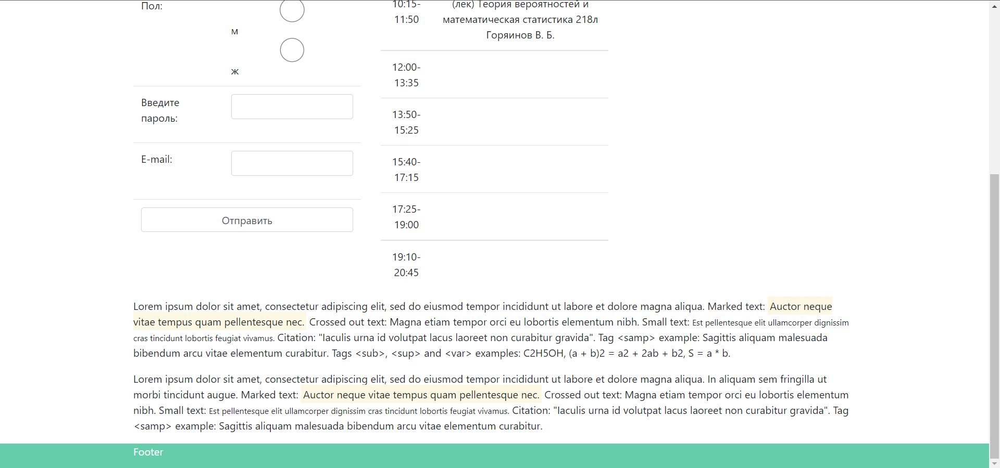 Пол:
м
ж
Введите
пароль:
E-mail:
Отправить
10:15-
11:50
(лек) Теория вероятностей и
математическая статистика 218л
Горяинов В. Б.
12:00-
13:35
13:50-
15:25
15:40-
17:15
17:25-
19:00
19:10-
20:45
Lorem ipsum dolor sit amet, consectetur adipiscing elit, sed do eiusmod tempor incididunt ut labore et dolore magna aliqua. Marked text: Auctor neque
vitae tempus quam pellentesque nec. Crossed out text: Magna etiam tempor orci eu lobortis elementum nibh. Small text: Est pellentesque elit ullamcorper dignissim
cras tincidunt lobortis feugiat vivamus. Citation: "Iaculis urna id volutpat lacus laoreet non curabitur gravida". Tag <samp> example: Sagittis aliquam malesuada
bibendum arcu vitae elementum curabitur. Tags <sub>, <sup> and <var> examples: C2H5OH, (a + b)2 = a2 + 2ab + b2, S = a * b.
Lorem ipsum dolor sit amet, consectetur adipiscing elit, sed do eiusmod tempor incididunt ut labore et dolore magna aliqua. In aliquam sem fringilla ut
morbi tincidunt augue. Marked text: Auctor neque vitae tempus quam pellentesque nec. Crossed out text: Magna etiam tempor orci eu lobortis elementum
nibh. Small text: Est pellentesque elit ullamcorper dignissim cras tincidunt lobortis feugiat vivamus. Citation: "Iaculis urna id volutpat lacus laoreet non curabitur gravida". Tag
<samp> example: Sagittis aliquam malesuada bibendum arcu vitae elementum curabitur.
Footer